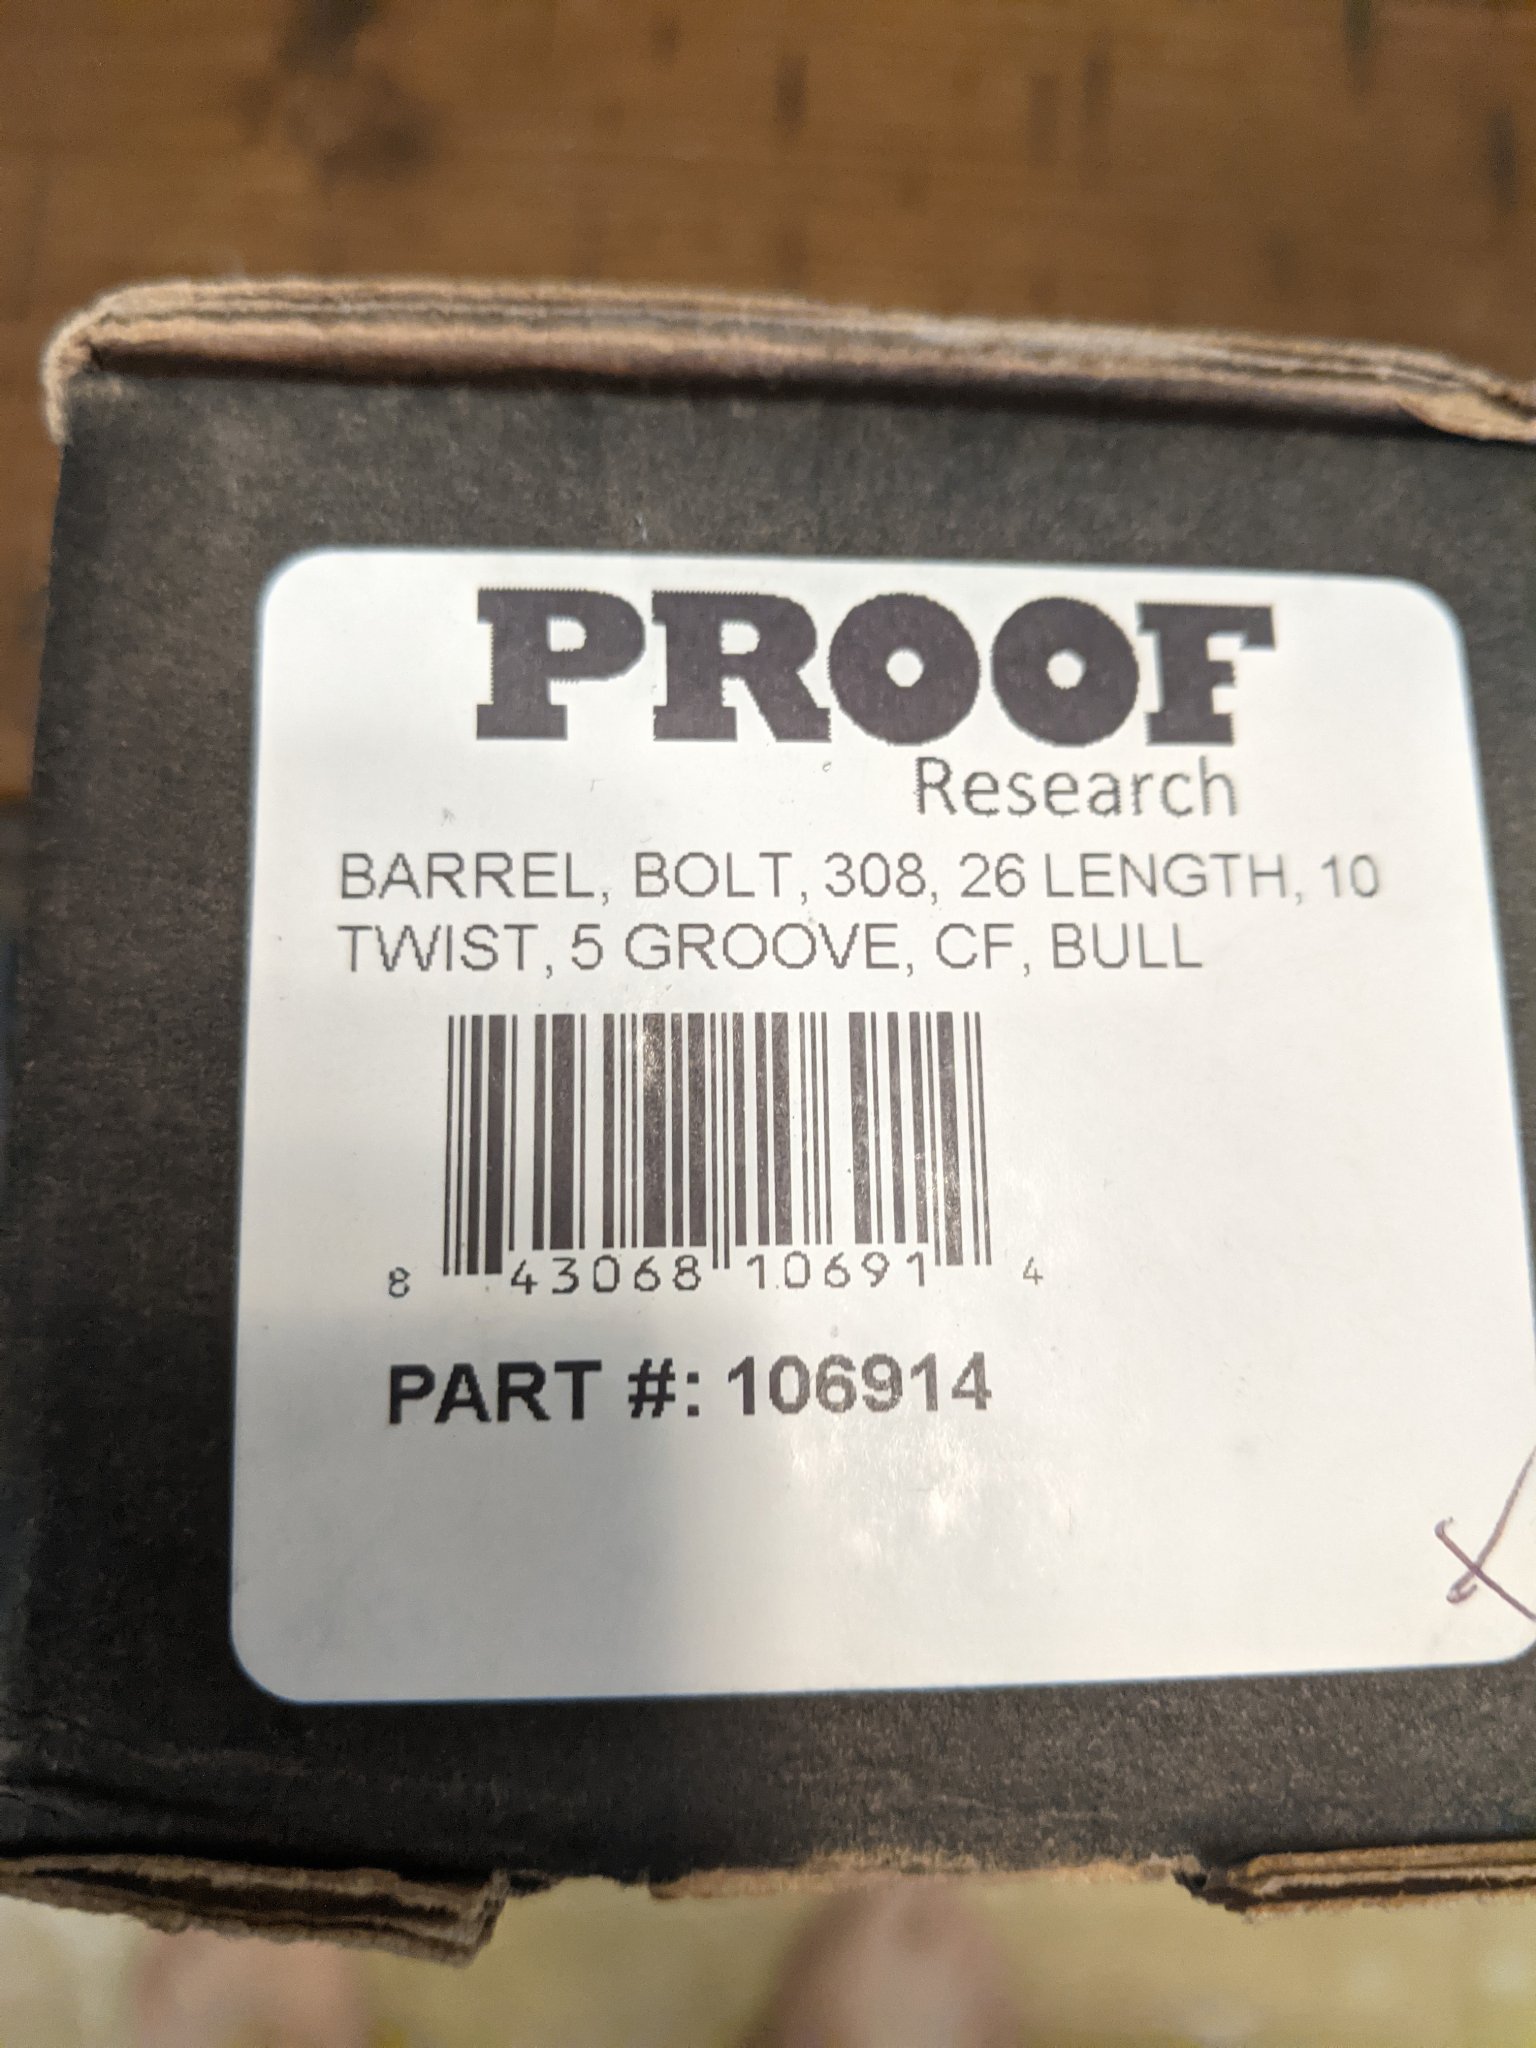 PROOF
Research
BARREL, BOLT, 308, 26 LENGTH, 10
TWIST, 5 GROOVE, CF, BULL
8 43068 10691 4
PART #: 106914